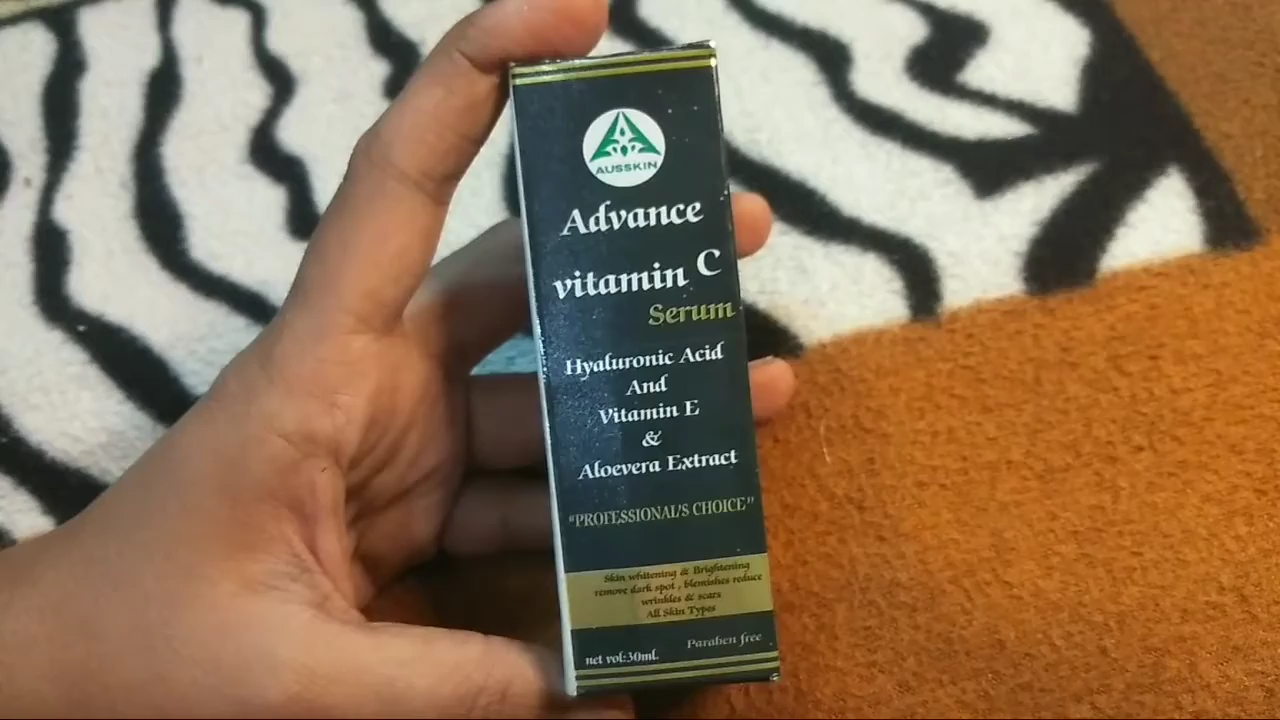 AUSSKIN
Advance
vitamin C
Serum
Hyaluronic Acid
And
Vitamin E
&
Aloevera Extract
"PROFESSIONAL'S CHOICE"
Skin whitening & Brightening
remove dark spot , blemishes reduce
wrinkles & scars
All Skin Types
Paraben free
net vol:30ml.